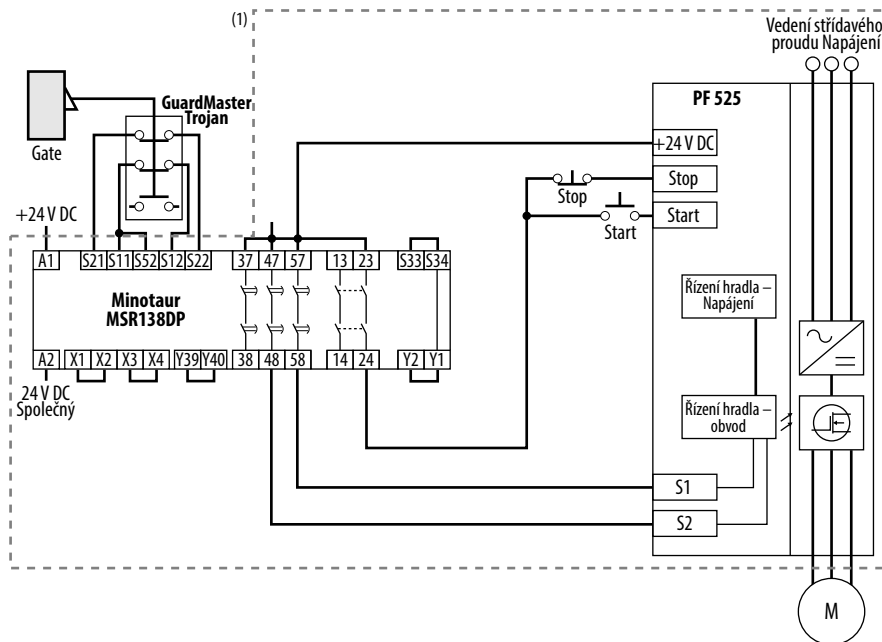 (1)
Vedení střídavého
proudu Napájení
GuardMaster
Trojan
PF 525
Gate
+24 V DC
Stop
Stop
Start
Start
+24 V DC
A1 S21 S11 S52 S12 S22 37 47 57 13 23 S33 S34
Minotaur
MSR138DP
Řízení hradla –
Napájení
A2 X1 X2 X3 X4 Y39 Y40 38 48 58 14 24 Y2 Y1
24 V DC
Společný
Řízení hradla –
obvod
S1
S2
M